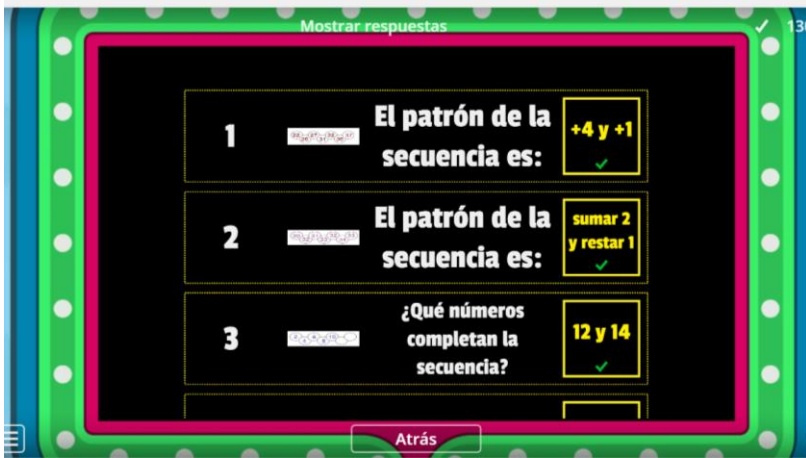 Mostrar respuestas
1
El patrón de la
secuencia es:
+4 y +1
2
El patrón de la
secuencia es:
sumar 2
y restar 1
3
¿Qué números
completan la
secuencia?
12 y 14
Atrás